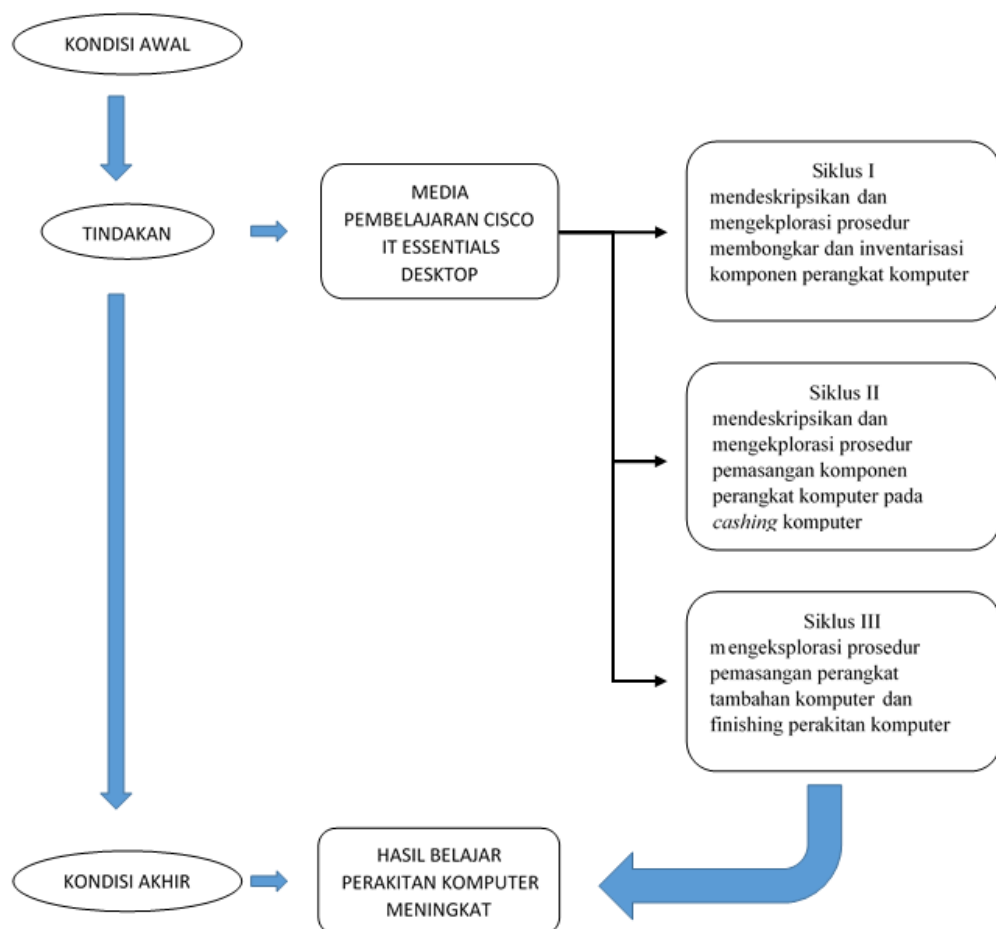 KONDISI AWAL
TINDAKAN
MEDIA
PEMBELAJARAN CISCO
IT ESSENTIALS
DESKTOP
Siklus I
mendeskripsikan dan
mengekplorasi prosedur
membongkar dan inventarisasi
komponen perangkat komputer
Siklus II
mendeskripsikan dan
mengekplorasi prosedur
pemasangan komponen
perangkat komputer pada
cashing komputer
Siklus III
mengeksplorasi prosedur
pemasangan perangkat
tambahan komputer dan
finishing perakitan komputer
KONDISI AKHIR
HASIL BELAJAR
PERAKITAN KOMPUTER
MENINGKAT